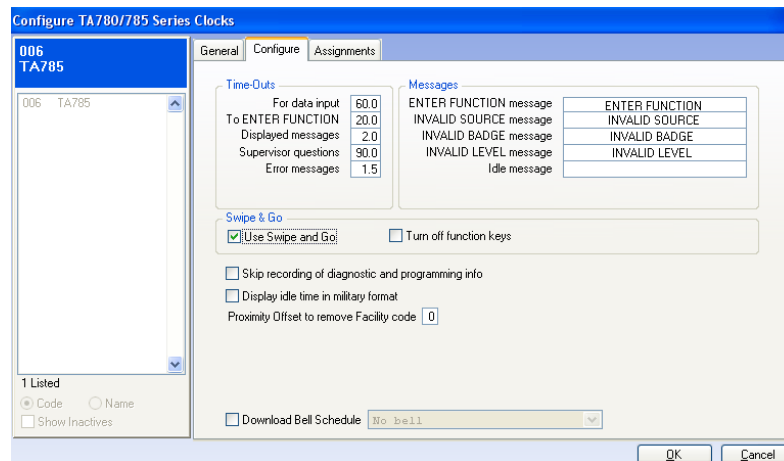 Configure TA780/785 Series Clocks
006
TA785
006 TA785
1 Listed
Code Name
Show Inactives
General Configure Assignments
Time-Outs
For data input 60.0
To ENTER FUNCTION 20.0
Displayed messages 2.0
Supervisor questions 90.0
Error messages 1.5
Messages
ENTER FUNCTION message ENTER FUNCTION
INVALID SOURCE message INVALID SOURCE
INVALID BADGE message INVALID BADGE
INVALID LEVEL message INVALID LEVEL
Idle message
Swipe & Go
Use Swipe and Go Turn off function keys
Skip recording of diagnostic and programming info
Display idle time in military format
Proximity Offset to remove Facility code 0
Download Bell Schedule No bell
OK Cancel